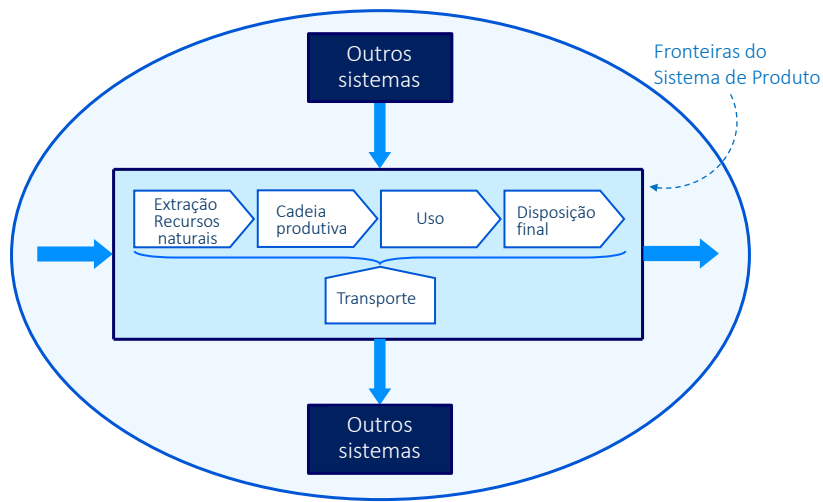 Outros
sistemas
Fronteiras do
Sistema de Produto
Extração
Recursos
naturais
Cadeia
produtiva
Uso
Disposição
final
Transporte
Outros
sistemas